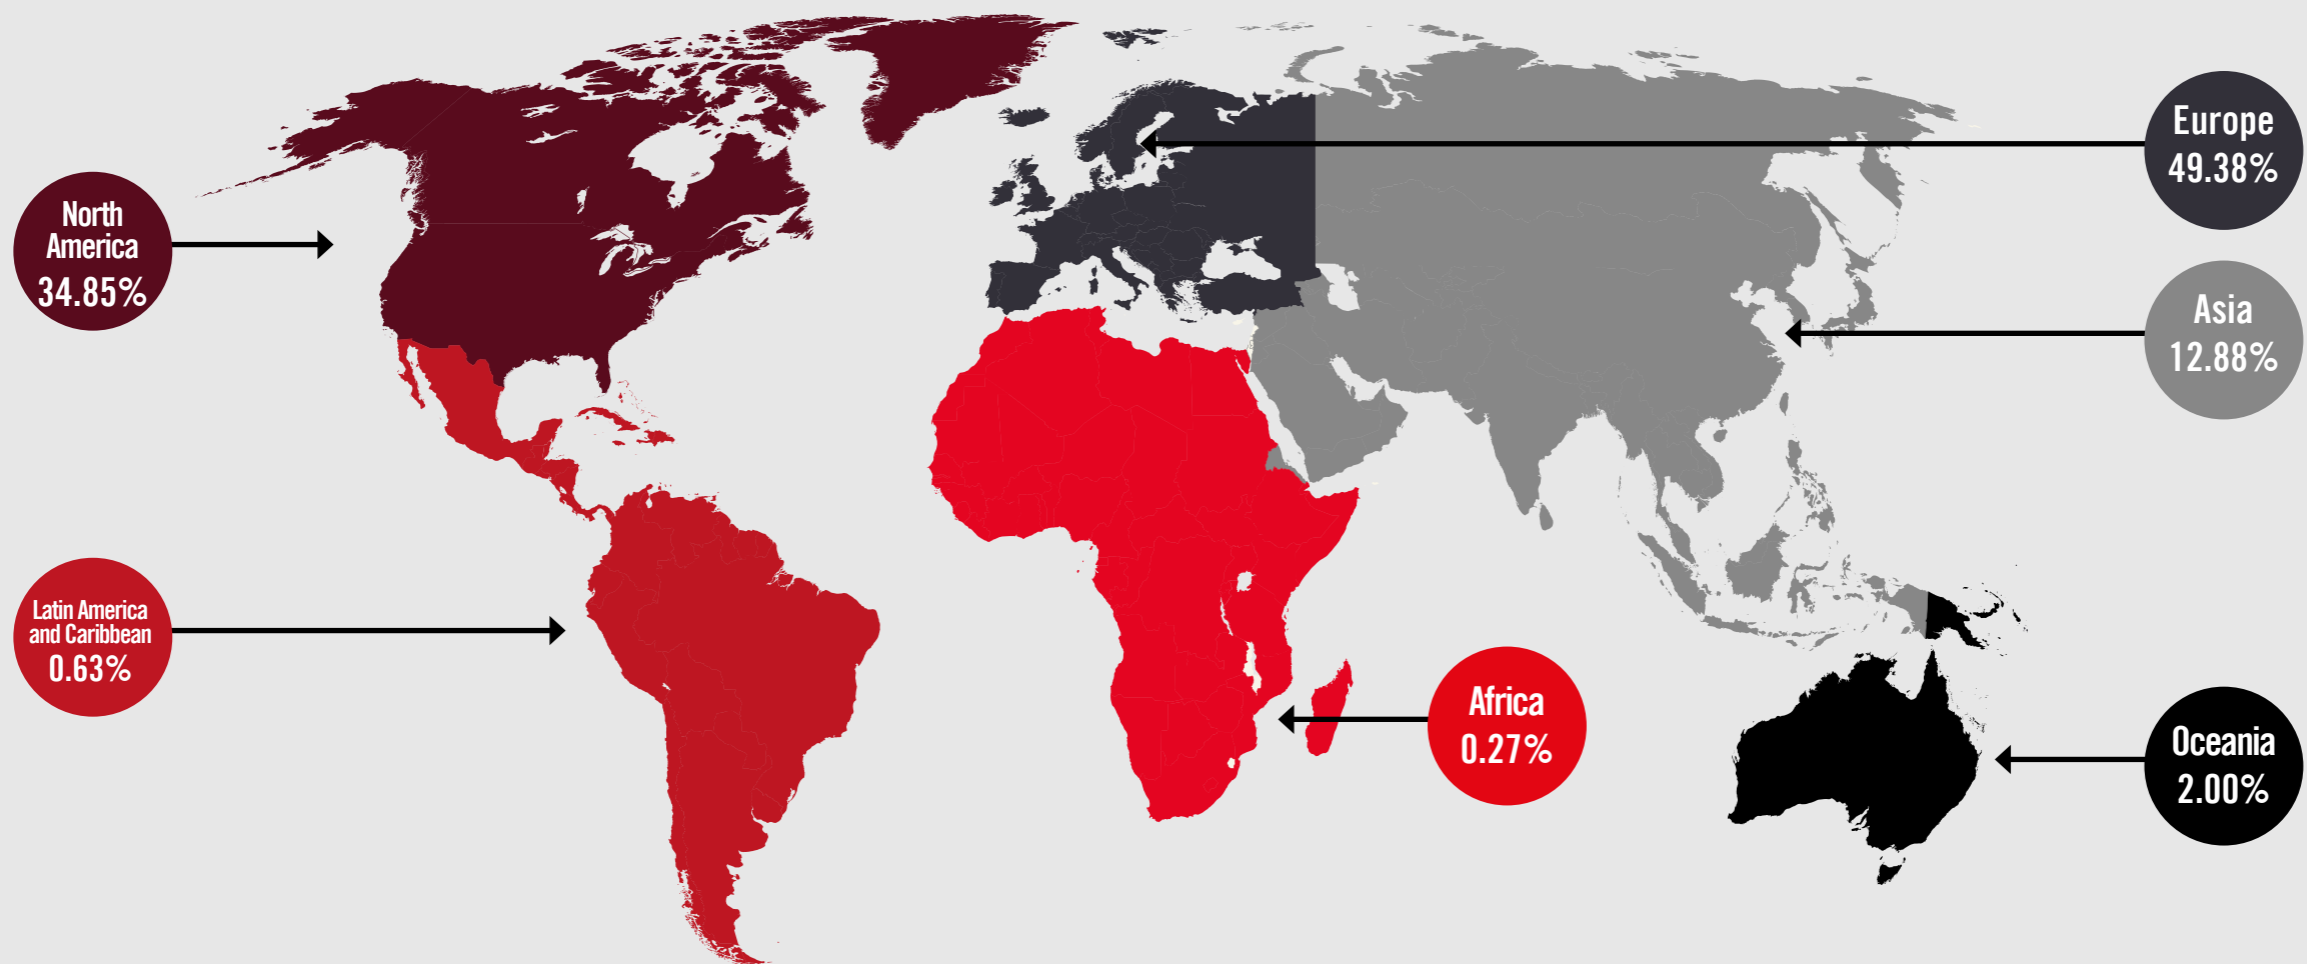 North
America
34.85%
Latin America
and Caribbean
0.63%
Africa
0.27%
Europe
49.38%
Asia
12.88%
Oceania
2.00%